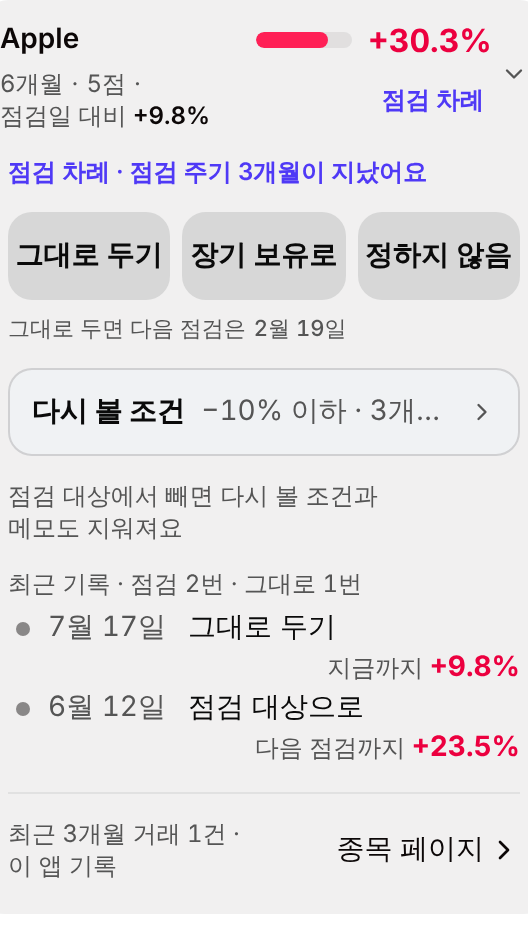 Apple
+30.3%
6개월 · 5점 ·
점검일 대비 +9.8%
점검 차례
점검 차례 · 점검 주기 3개월이 지났어요
그대로 두기
장기 보유로
정하지 않음
그대로 두면 다음 점검은 2월 19일
다시 볼 조건 −10% 이하 · 3개…
점검 대상에서 빼면 다시 볼 조건과
메모도 지워져요
최근 기록 · 점검 2번 · 그대로 1번
7월 17일 그대로 두기
지금까지 +9.8%
6월 12일 점검 대상으로
다음 점검까지 +23.5%
최근 3개월 거래 1건 ·
이 앱 기록
종목 페이지